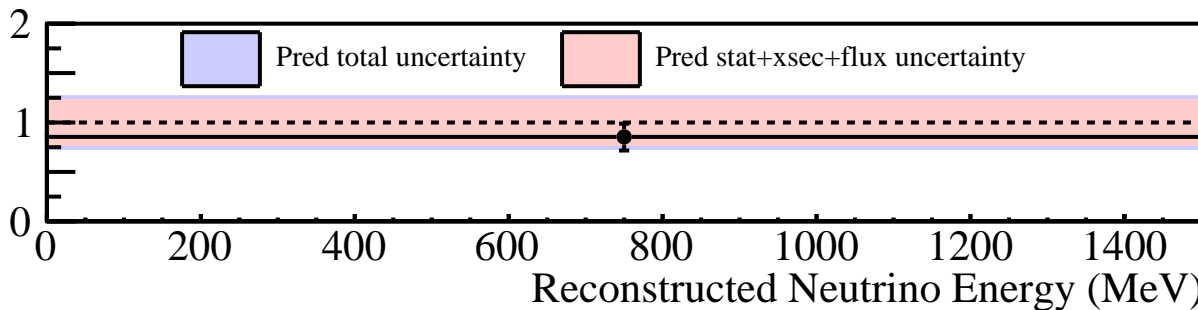 2
Pred total uncertainty
Pred stat+xsec+flux uncertainty
1
0
0 200 400 600 800 1000 1200 1400
Reconstructed Neutrino Energy (MeV)